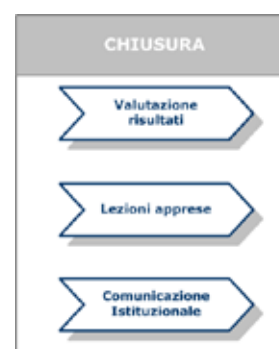 CHIUSURA
Valutazione
risultati
Lezioni apprese
Comunicazione
Istituzionale